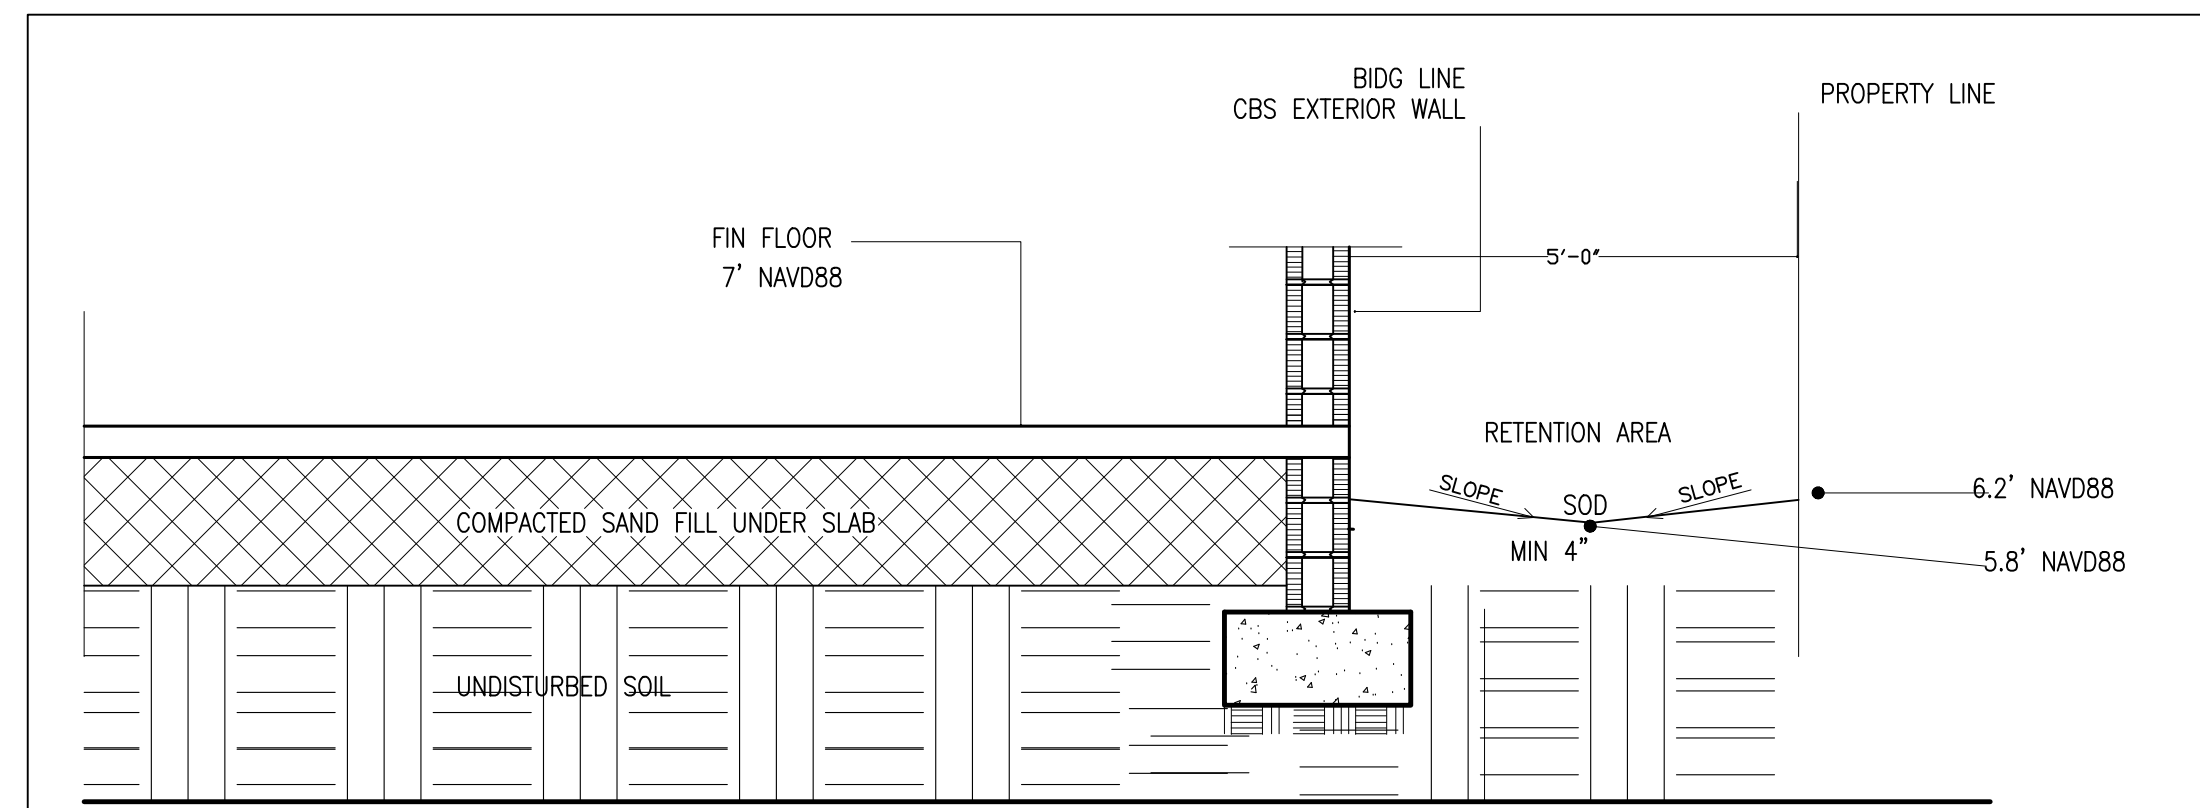 BIDG LINE
CBS EXTERIOR WALL
PROPERTY LINE
FIN FLOOR
7' NAVD88
5'-0"
RETENTION AREA
SLOPE
SOD
SLOPE
6.2' NAVD88
MIN 4"
5.8' NAVD88
COMPACTED SAND FILL UNDER SLAB
UNDISTURBED SOIL